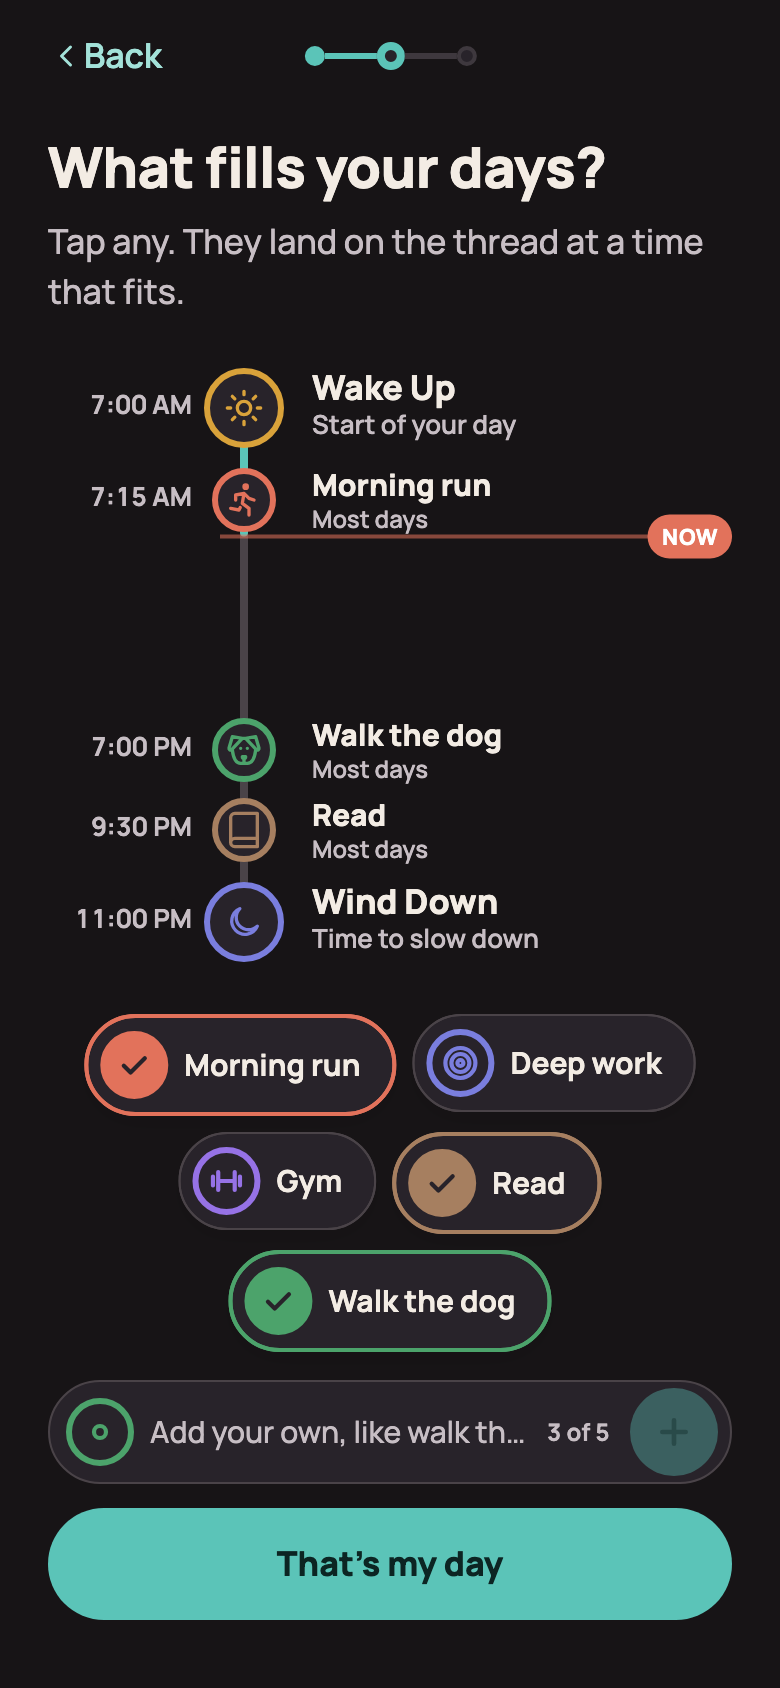 Back
What fills your days?
Tap any. They land on the thread at a time
that fits.
7:00 AM
Wake Up
Start of your day
7:15 AM
Morning run
Most days
NOW
7:00 PM
Walk the dog
Most days
9:30 PM
Read
Most days
11:00 PM
Wind Down
Time to slow down
Morning run
Deep work
Gym
Read
Walk the dog
Add your own, like walk th...
3 of 5
That's my day